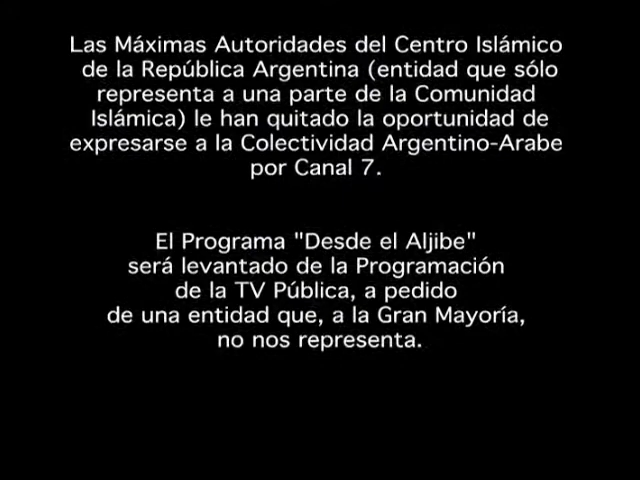 Las Máximas Autoridades del Centro Islámico
de la República Argentina (entidad que sólo
representa a una parte de la Comunidad
Islámica) le han quitado la oportunidad de
expresarse a la Colectividad Argentino-Arabe
por Canal 7.
El Programa "Desde el Aljibe"
será levantado de la Programación
de la TV Pública, a pedido
de una entidad que, a la Gran Mayoría,
no nos representa.